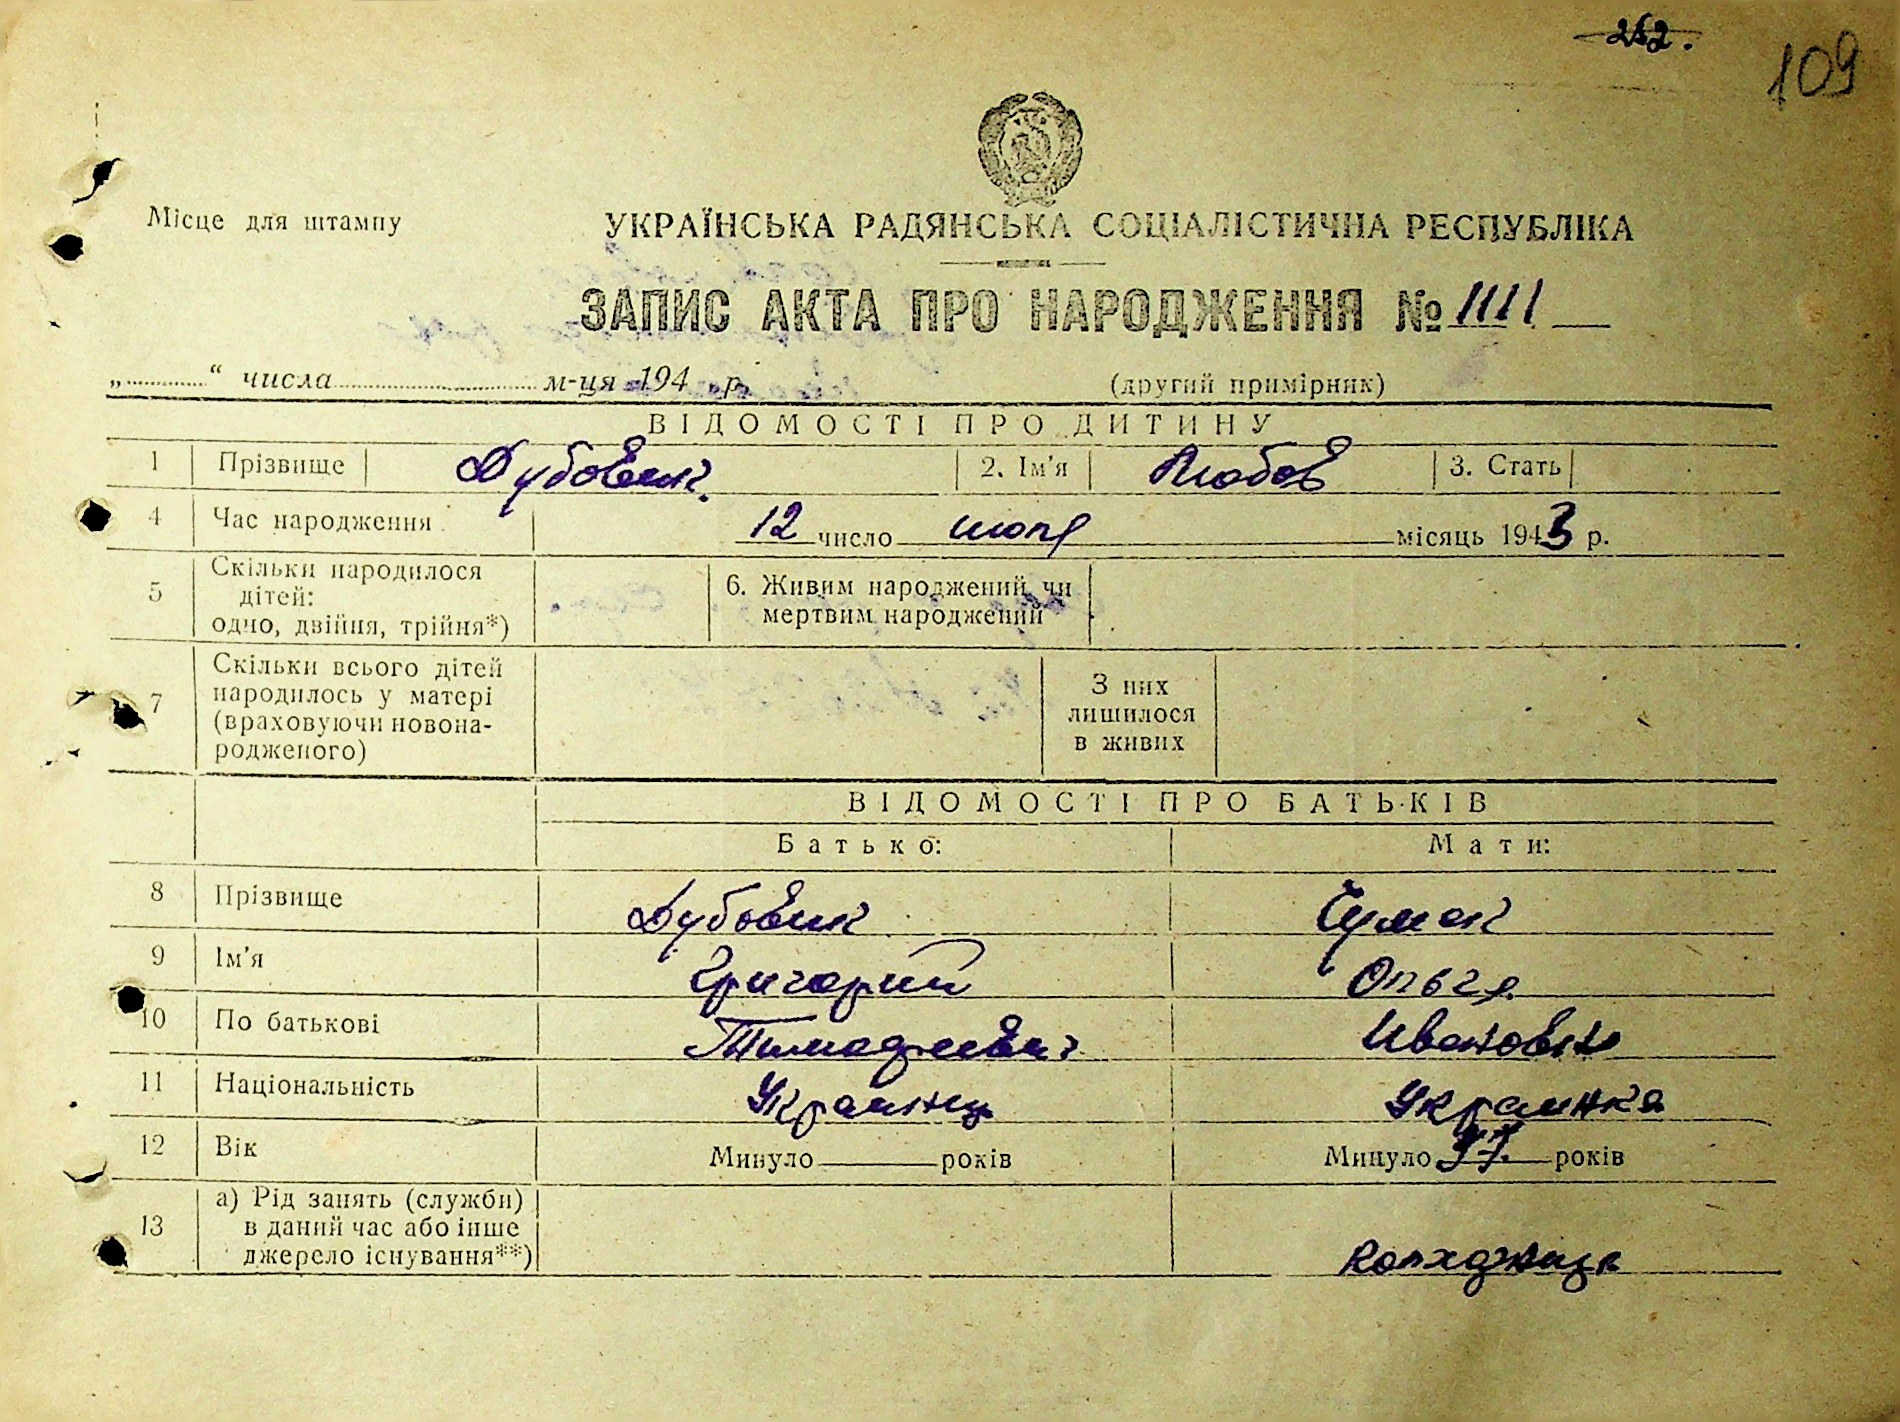 252.
109
Місце для штампу
УКРАЇНСЬКА РАДЯНСЬКА СОЦІАЛІСТИЧНА РЕСПУБЛІКА
ЗАПИС АКТА ПРО НАРОДЖЕННЯ № 1111
„ “ числа м-ця 194 р.
(другий примірник)
ВІДОМОСТІ ПРО ДИТИНУ
1 Прізвище Дубовик. 2. Ім'я Любов 3. Стать
4 Час народження 12 число июля місяць 1943 р.
5 Скільки народилося дітей: одно, двійня, трійня*)
6. Живим народжений чи мертвим народжений
7 Скільки всього дітей народилось у матері (враховуючи новонародженого)
З них лишилося в живих
ВІДОМОСТІ ПРО БАТЬКІВ
Батько: Мати:
8 Прізвище Дубовик Чумак
9 Ім'я Григорий Ольга
10 По батькові Тимофеевич Ивановн
11 Національність Украинец Украинка
12 Вік Минуло років Минуло 37 років
13 а) Рід занять (служби) в даний час або інше джерело існування**)